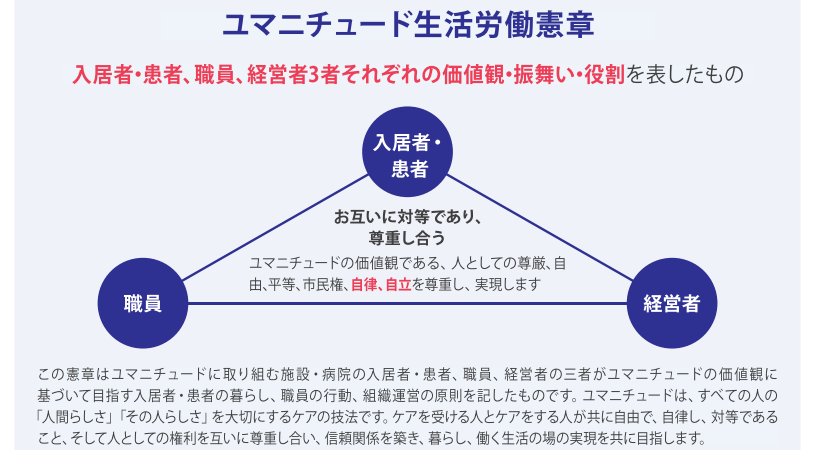 ユマニチュード生活労働憲章
入居者・患者、職員、経営者3者それぞれの価値観・振舞い・役割を表したもの
入居者・
患者
お互いに対等であり、
尊重し合う
ユマニチュードの価値観である、人としての尊厳、自
由、平等、市民権、自律、自立を尊重し、実現します
職員
経営者
この憲章はユマニチュードに取り組む施設・病院の入居者・患者、職員、経営者の三者がユマニチュードの価値観に
基づいて目指す入居者・患者の暮らし、職員の行動、組織運営の原則を記したものです。ユマニチュードは、すべての人の
「人間らしさ」「その人らしさ」を大切にするケアの技法です。ケアを受ける人とケアをする人が共に自由で、自律し、対等である
こと、そして人としての権利を互いに尊重し合い、信頼関係を築き、暮らし、働く生活の場の実現を共に目指します。